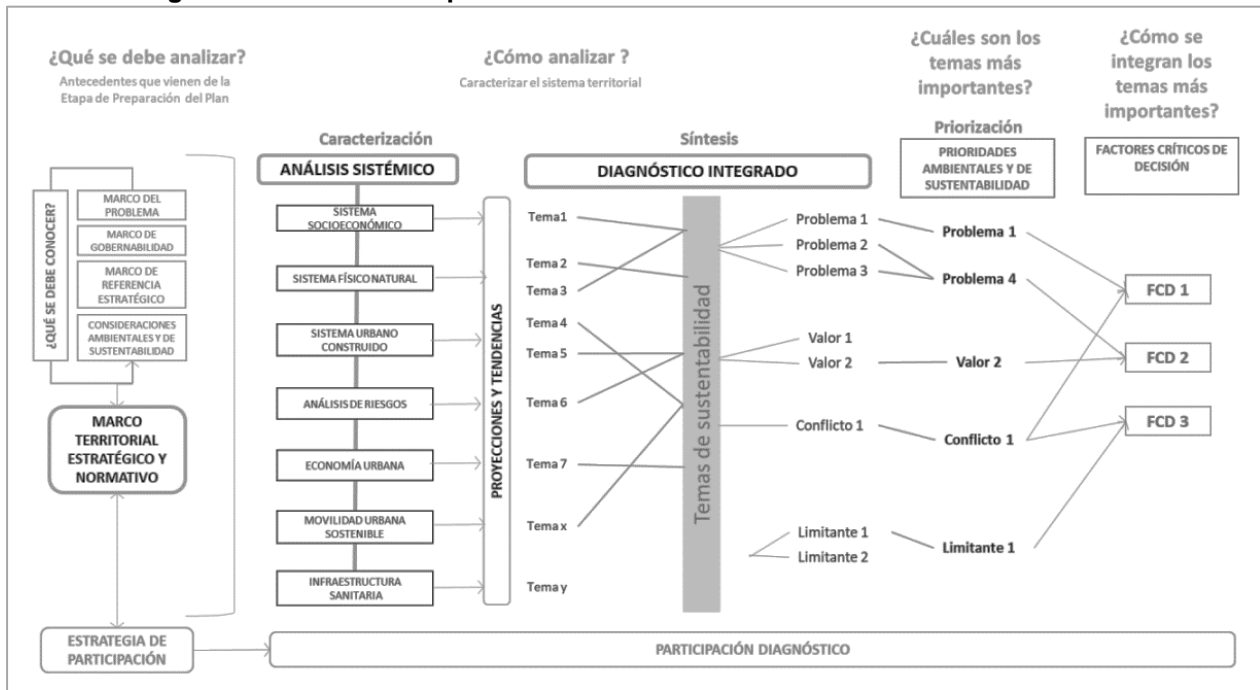 ¿Qué se debe analizar?
Antecedentes que vienen de la
Etapa de Preparación del Plan
¿QUÉ SE DEBE CONOCER?
MARCO DEL
PROBLEMA
MARCO DE
GOBERNABILIDAD
MARCO DE
REFERENCIA
ESTRATÉGICO
CONSIDERACIONES
AMBIENTALES Y DE
SUSTENTABILIDAD
MARCO
TERRITORIAL
ESTRATÉGICO Y
NORMATIVO
ESTRATEGIA DE
PARTICIPACIÓN
¿Cómo analizar ?
Caracterizar el sistema territorial
Caracterización
ANÁLISIS SISTÉMICO
SISTEMA
SOCIOECONÓMICO
SISTEMA FÍSICO NATURAL
SISTEMA URBANO
CONSTRUIDO
ANÁLISIS DE RIESGOS
ECONOMÍA URBANA
MOVILIDAD URBANA
SOSTENIBLE
INFRAESTRUCTURA
SANITARIA
PROYECCIONES Y TENDENCIAS
Síntesis
DIAGNÓSTICO INTEGRADO
Tema1
Tema 2
Tema 3
Tema 4
Tema 5
Tema 6
Tema 7
Tema x
Tema y
Temas de sustentabilidad
Problema 1
Problema 2
Problema 3
Valor 1
Valor 2
Conflicto 1
Limitante 1
Limitante 2
¿Cuáles son los
temas más
importantes?
Priorización
PRIORIDADES
AMBIENTALES Y DE
SUSTENTABILIDAD
Problema 1
Problema 4
Valor 2
Conflicto 1
Limitante 1
¿Cómo se
integran los
temas más
importantes?
FACTORES CRÍTICOS DE
DECISIÓN
FCD 1
FCD 2
FCD 3
PARTICIPACIÓN DIAGNÓSTICO